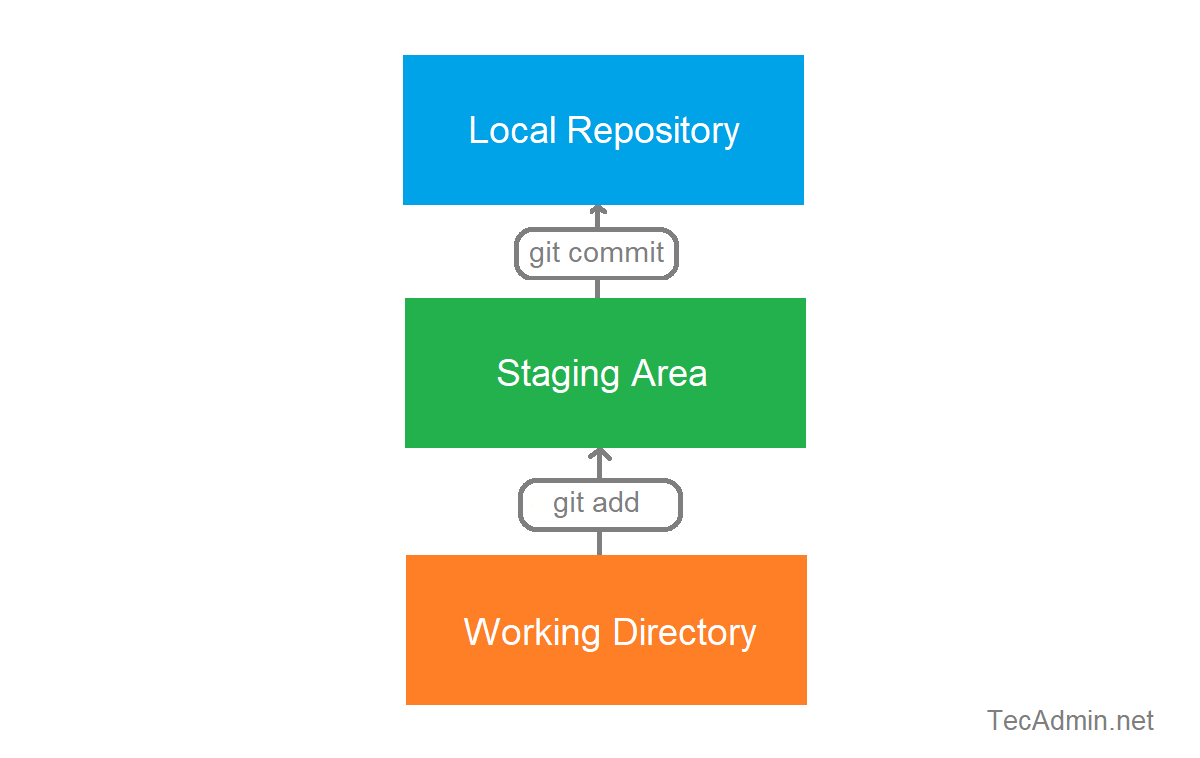 Local Repository
git commit
Staging Area
git add
Working Directory
TecAdmin.net